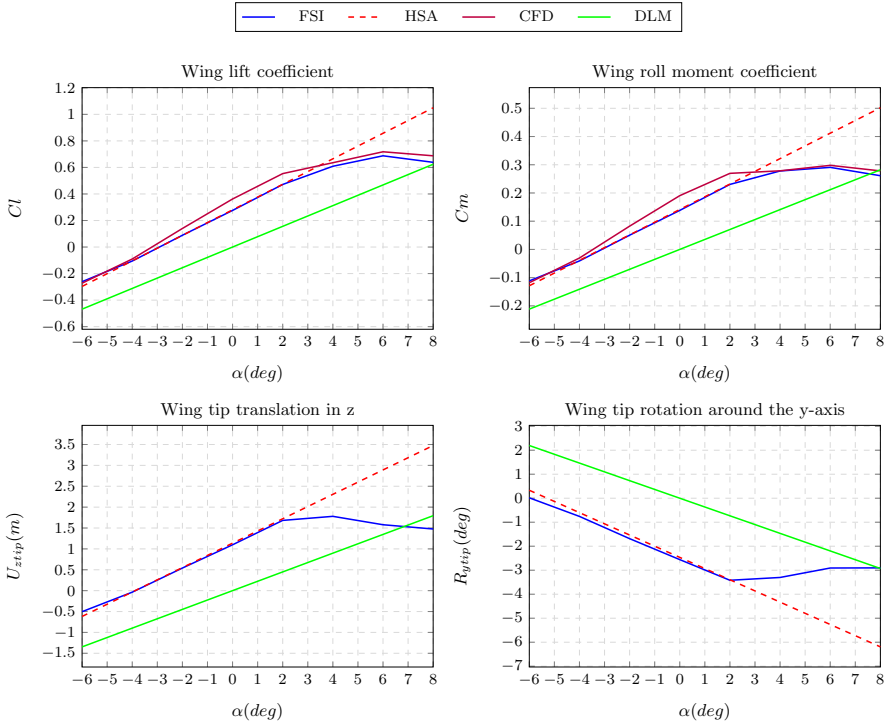 FSI HSA CFD DLM
Wing lift coefficient
1.2
1
0.8
0.6
0.4
0.2
0
−0.2
−0.4
−0.6
Cl
−6 −5 −4 −3 −2 −1 0 1 2 3 4 5 6 7 8
α(deg)
Wing roll moment coefficient
0.5
0.4
0.3
0.2
0.1
0
−0.1
−0.2
Cm
−6 −5 −4 −3 −2 −1 0 1 2 3 4 5 6 7 8
α(deg)
Wing tip translation in z
3.5
3
2.5
2
1.5
1
0.5
0
−0.5
−1
−1.5
Uztip(m)
−6 −5 −4 −3 −2 −1 0 1 2 3 4 5 6 7 8
α(deg)
Wing tip rotation around the y-axis
3
2
1
0
−1
−2
−3
−4
−5
−6
7
Rytip(deg)
−6 −5 −4 −3 −2 −1 0 1 2 3 4 5 6 7 8
α(deg)